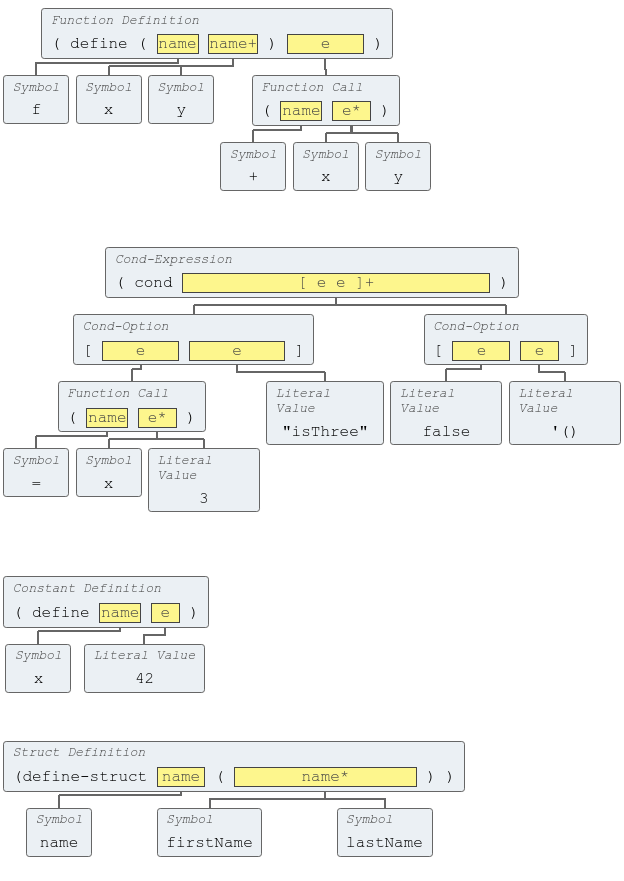 Function Definition
( define ( name name+ ) e )
Symbol
f
Symbol
x
Symbol
y
Function Call
( name e* )
Symbol
+
Symbol
x
Symbol
y
Cond-Expression
( cond [ e e ]+ )
Cond-Option
[ e e ]
Cond-Option
[ e e ]
Function Call
( name e* )
Literal
Value
"isThree"
Literal
Value
false
Literal
Value
'()
Symbol
=
Symbol
x
Literal
Value
3
Constant Definition
( define name e )
Symbol
x
Literal Value
42
Struct Definition
(define-struct name ( name* ) )
Symbol
name
Symbol
firstName
Symbol
lastName